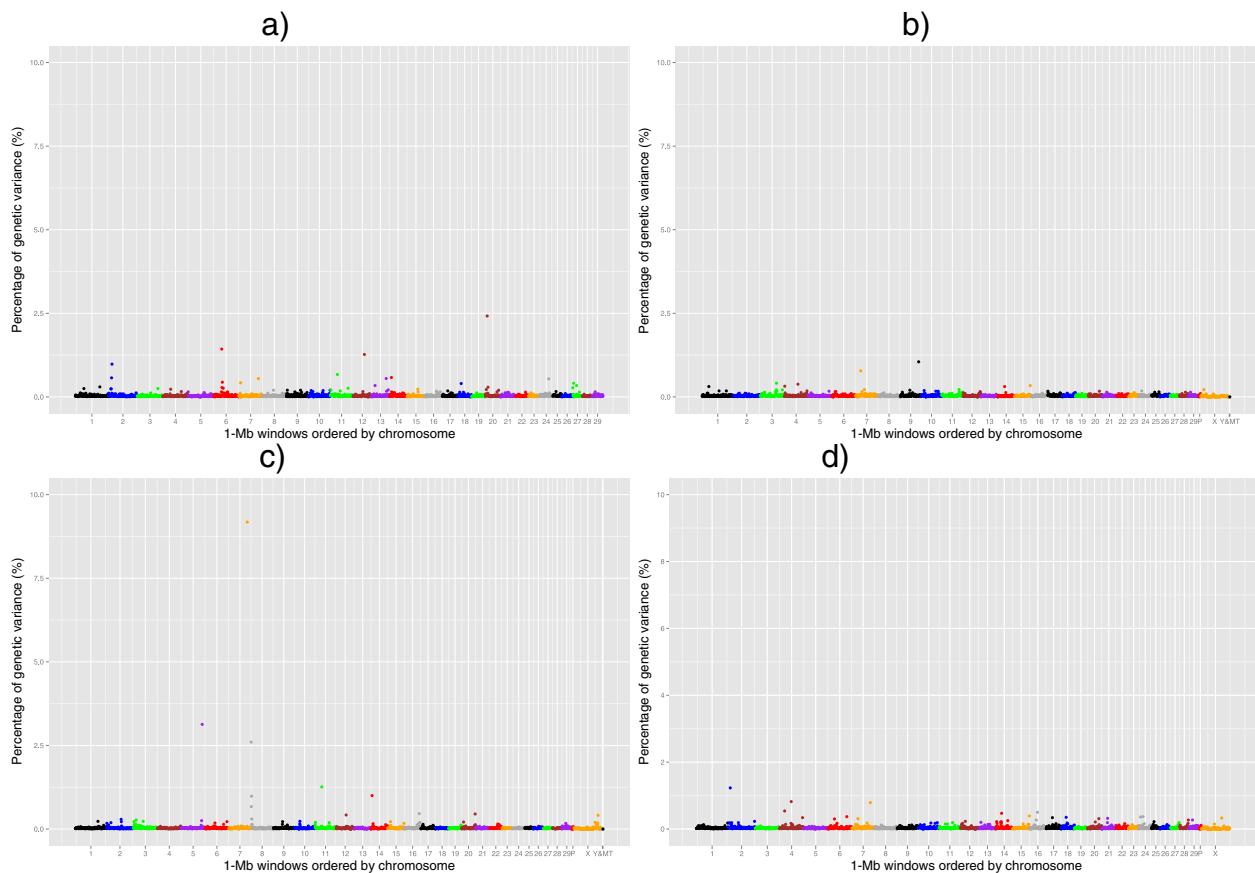 a)
10.0
7.5
5.0
2.5
0.0
Percentage of genetic variance (%)
1 2 3 4 5 6 7 8 9 10 11 12 13 14 15 16 17 18 19 20 21 22 23 24 25 26 27 28 29
1-Mb windows ordered by chromosome
b)
10.0
7.5
5.0
2.5
0.0
Percentage of genetic variance (%)
1 2 3 4 5 6 7 8 9 10 11 12 13 14 15 16 17 18 19 20 21 22 23 24 25 26 27 28 29P X Y&MT
1-Mb windows ordered by chromosome
c)
10.0
7.5
5.0
2.5
0.0
Percentage of genetic variance (%)
1 2 3 4 5 6 7 8 9 10 11 12 13 14 15 16 17 18 19 20 21 22 23 24 25 26 27 28 29P X Y&MT
1-Mb windows ordered by chromosome
d)
10
8
6
4
2
0
Percentage of genetic variance (%)
1 2 3 4 5 6 7 8 9 10 11 12 13 14 15 16 17 18 19 20 21 22 23 24 25 26 27 28 29P X
1-Mb windows ordered by chromosome